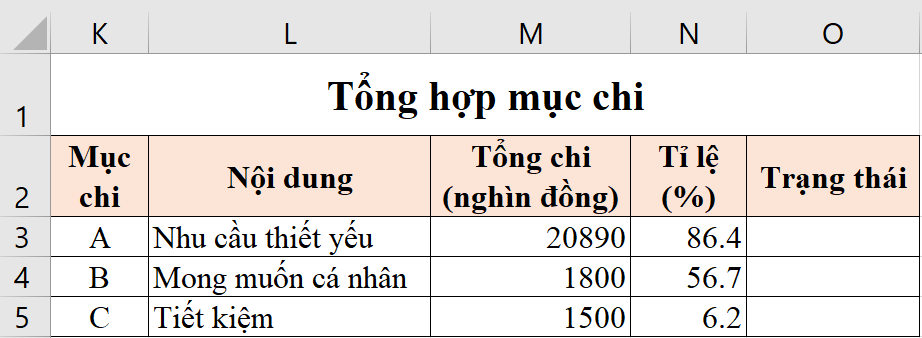 K L M N O
1 Tổng hợp mục chi
2 Mục chi Nội dung Tổng chi (nghìn đồng) Tỉ lệ (%) Trạng thái
3 A Nhu cầu thiết yếu 20890 86.4
4 B Mong muốn cá nhân 1800 56.7
5 C Tiết kiệm 1500 6.2